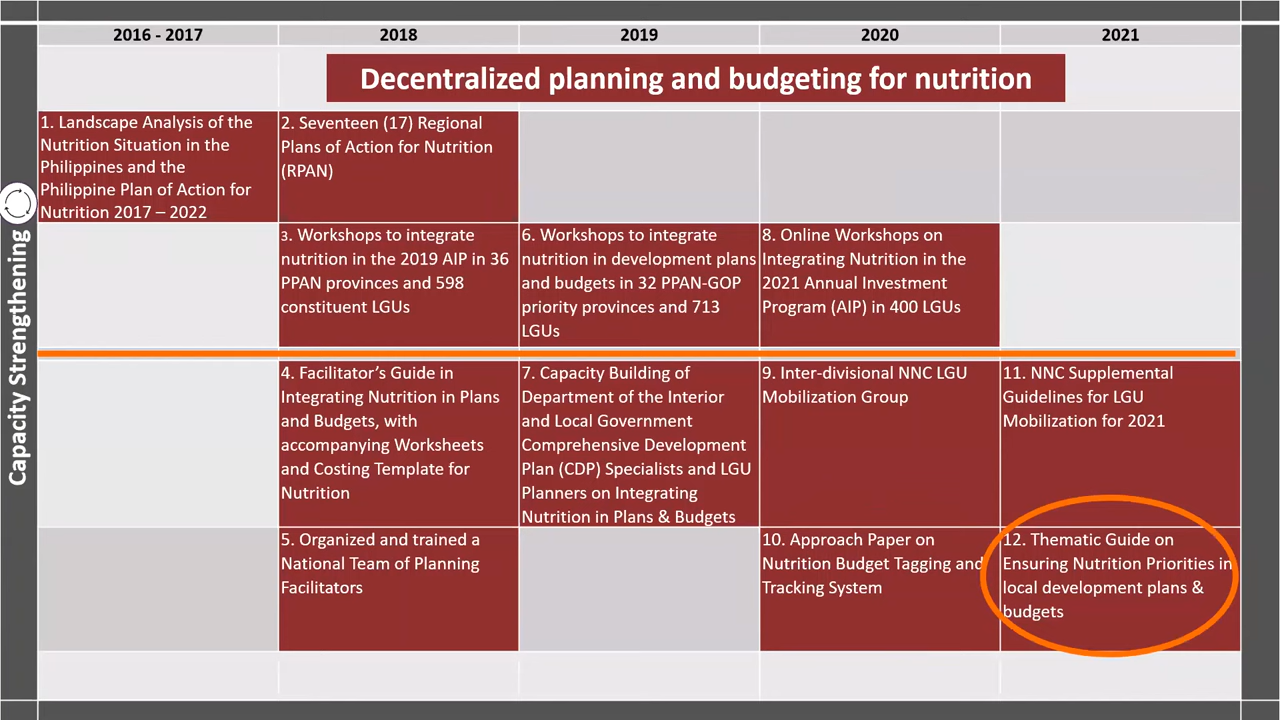 2016 - 2017
2018
2019
2020
2021
Decentralized planning and budgeting for nutrition
1. Landscape Analysis of the
Nutrition Situation in the
Philippines and the
Philippine Plan of Action for
Nutrition 2017 – 2022
2. Seventeen (17) Regional
Plans of Action for Nutrition
(RPAN)
3. Workshops to integrate
nutrition in the 2019 AIP in 36
PPAN provinces and 598
constituent LGUs
6. Workshops to integrate
nutrition in development plans
and budgets in 32 PPAN-GOP
priority provinces and 713
LGUs
8. Online Workshops on
Integrating Nutrition in the
2021 Annual Investment
Program (AIP) in 400 LGUs
Capacity Strengthening
4. Facilitator’s Guide in
Integrating Nutrition in Plans
and Budgets, with
accompanying Worksheets
and Costing Template for
Nutrition
7. Capacity Building of
Department of the Interior
and Local Government
Comprehensive Development
Plan (CDP) Specialists and LGU
Planners on Integrating
Nutrition in Plans & Budgets
9. Inter-divisional NNC LGU
Mobilization Group
11. NNC Supplemental
Guidelines for LGU
Mobilization for 2021
5. Organized and trained a
National Team of Planning
Facilitators
10. Approach Paper on
Nutrition Budget Tagging and
Tracking System
12. Thematic Guide on
Ensuring Nutrition Priorities in
local development plans &
budgets